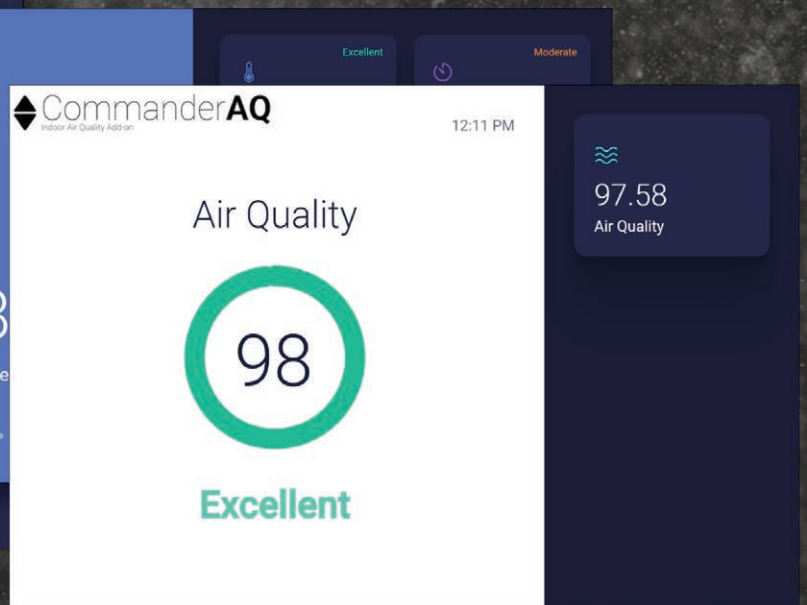 Excellent
Moderate
CommanderAQ
Indoor Air Quality Add-on
12:11 PM
97.58
Air Quality
Air Quality
98
Excellent